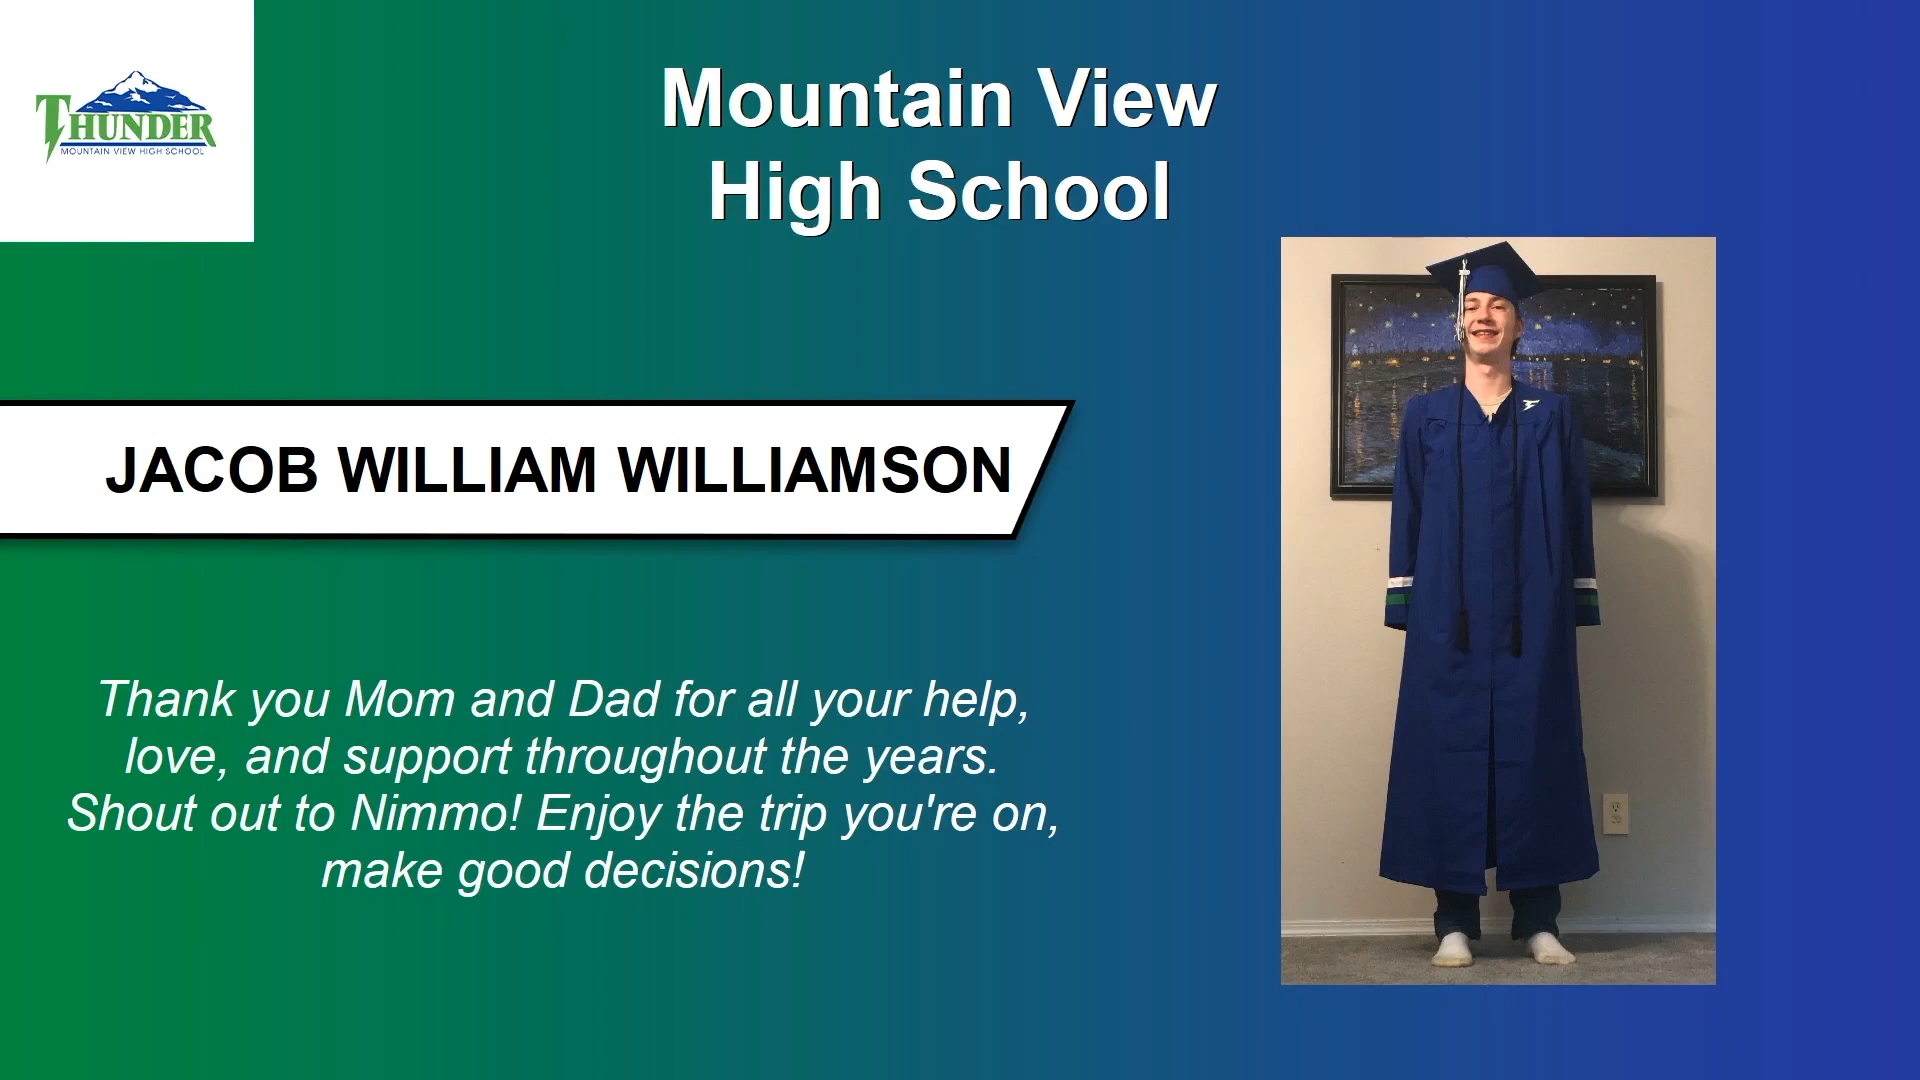 THUNDER
MOUNTAIN VIEW HIGH SCHOOL
Mountain View
High School
JACOB WILLIAM WILLIAMSON
Thank you Mom and Dad for all your help,
love, and support throughout the years.
Shout out to Nimmo! Enjoy the trip you're on,
make good decisions!